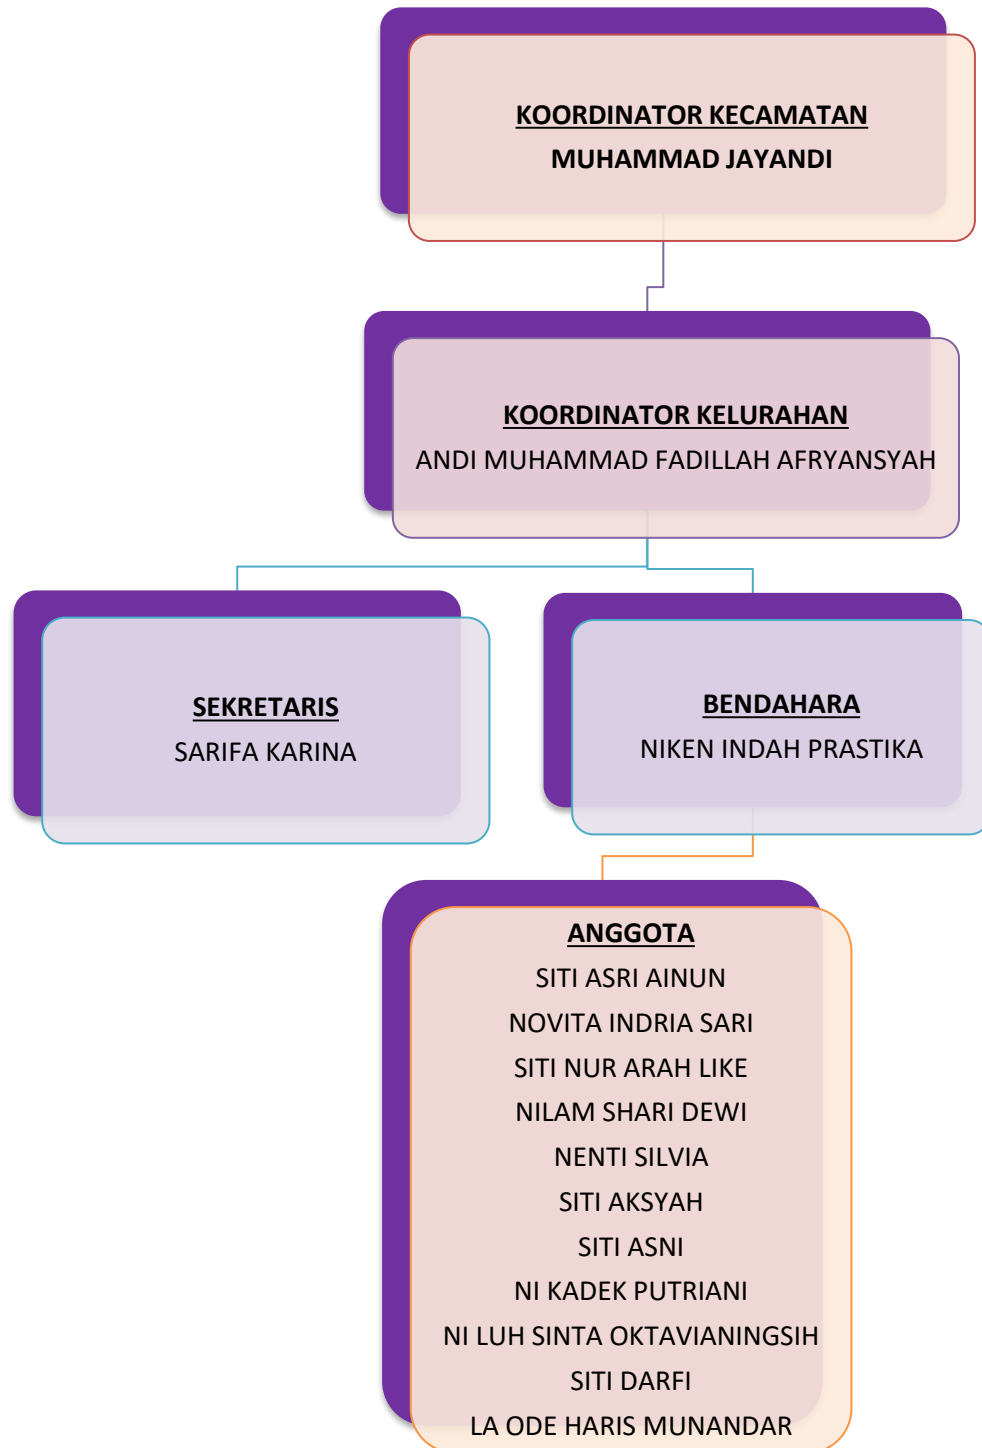 KOORDINATOR KECAMATAN
MUHAMMAD JAYANDI
KOORDINATOR KELURAHAN
ANDI MUHAMMAD FADILLAH AFRYANSYAH
SEKRETARIS
SARIFA KARINA
BENDAHARA
NIKEN INDAH PRASTIKA
ANGGOTA
SITI ASRI AINUN
NOVITA INDRIA SARI
SITI NUR ARAH LIKE
NILAM SHARI DEWI
NENTI SILVIA
SITI AKSYAH
SITI ASNI
NI KADEK PUTRIANI
NI LUH SINTA OKTAVIANINGSIH
SITI DARFI
LA ODE HARIS MUNANDAR